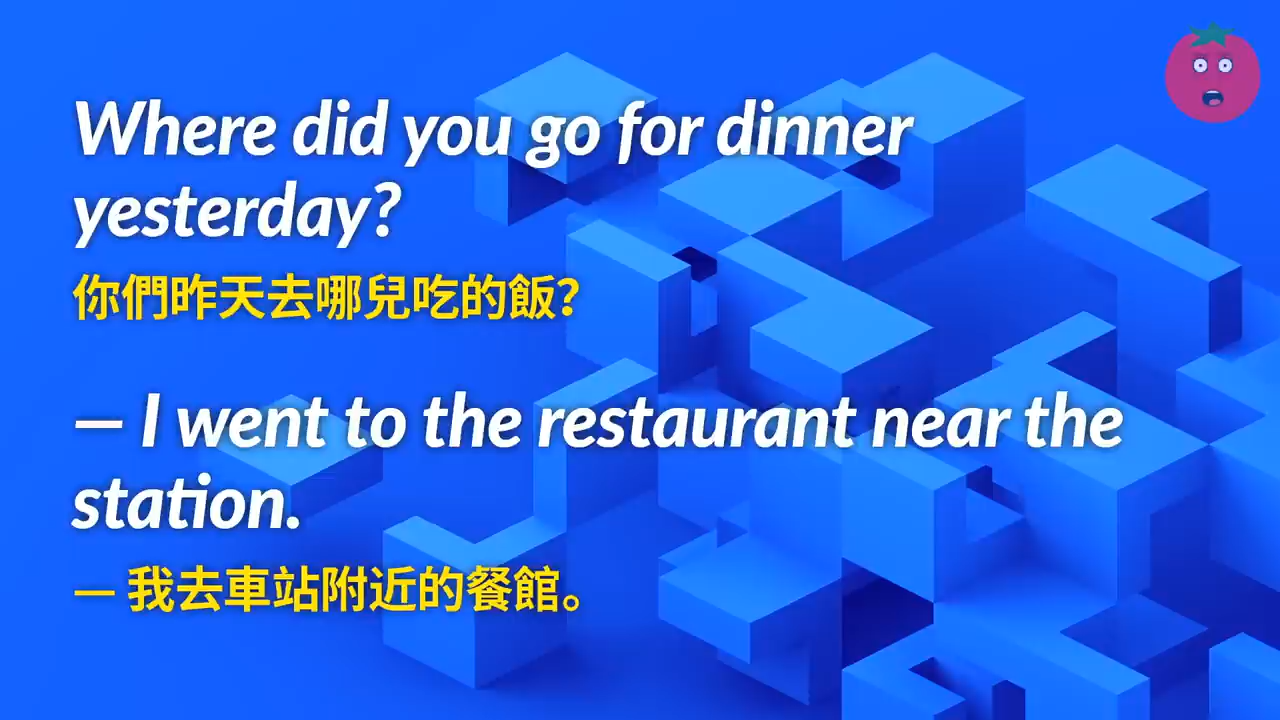 Where did you go for dinner
yesterday?
你們昨天去哪兒吃的飯?
– I went to the restaurant near the
station.
– 我去車站附近的餐館。